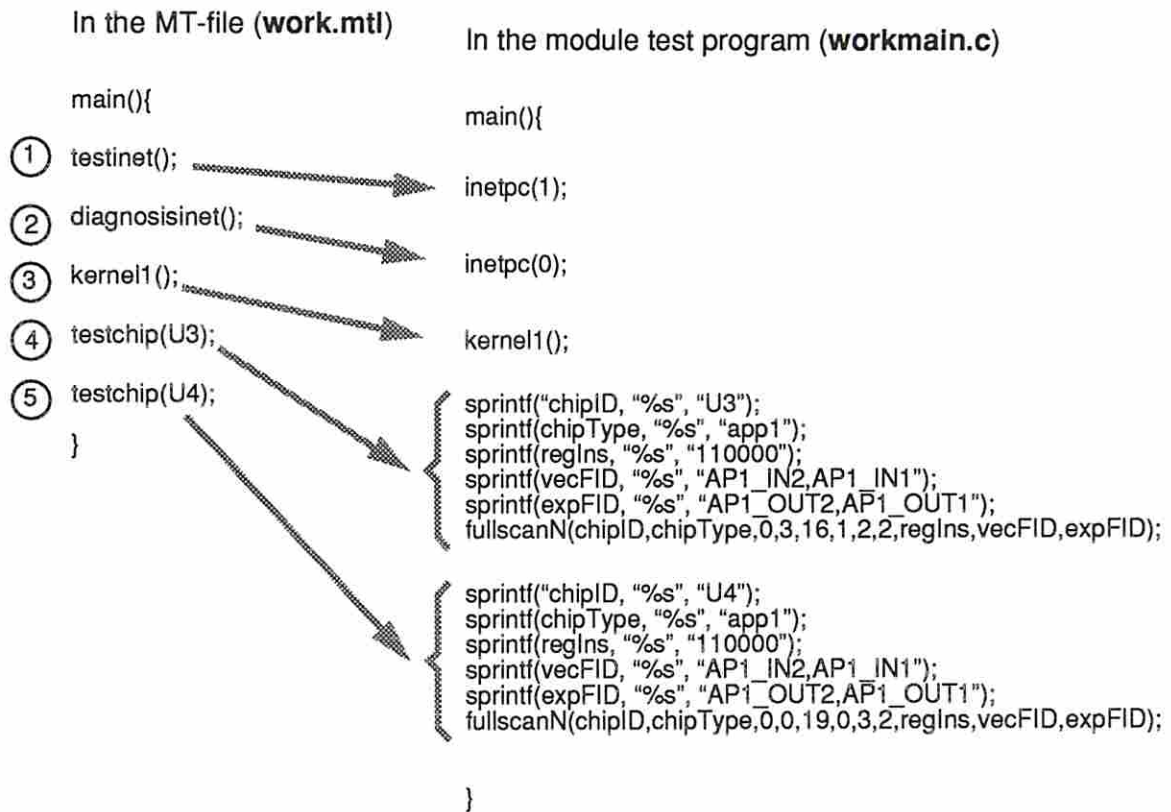 In the MT-file (work.mtl)
main(){
1 testinet();
2 diagnosisinet();
3 kernel1();
4 testchip(U3);
5 testchip(U4);
}
In the module test program (workmain.c)
main(){
inetpc(1);
inetpc(0);
kernel1();
sprintf("chipID, “%s”, “U3”);
sprintf(chipType, “%s”, “app1”);
sprintf(regIns, “%s”, “110000”);
sprintf(vecFID, “%s”, “AP1_IN2,AP1_IN1”);
sprintf(expFID, “%s”, “AP1_OUT2,AP1_OUT1”);
fullscanN(chipID,chipType,0,3,16,1,2,2,regIns,vecFID,expFID);
sprintf("chipID, “%s”, “U4”);
sprintf(chipType, “%s”, “app1”);
sprintf(regIns, “%s”, “110000”);
sprintf(vecFID, “%s”, “AP1_IN2,AP1_IN1”);
sprintf(expFID, “%s”, “AP1_OUT2,AP1_OUT1”);
fullscanN(chipID,chipType,0,0,19,0,3,2,regIns,vecFID,expFID);
}